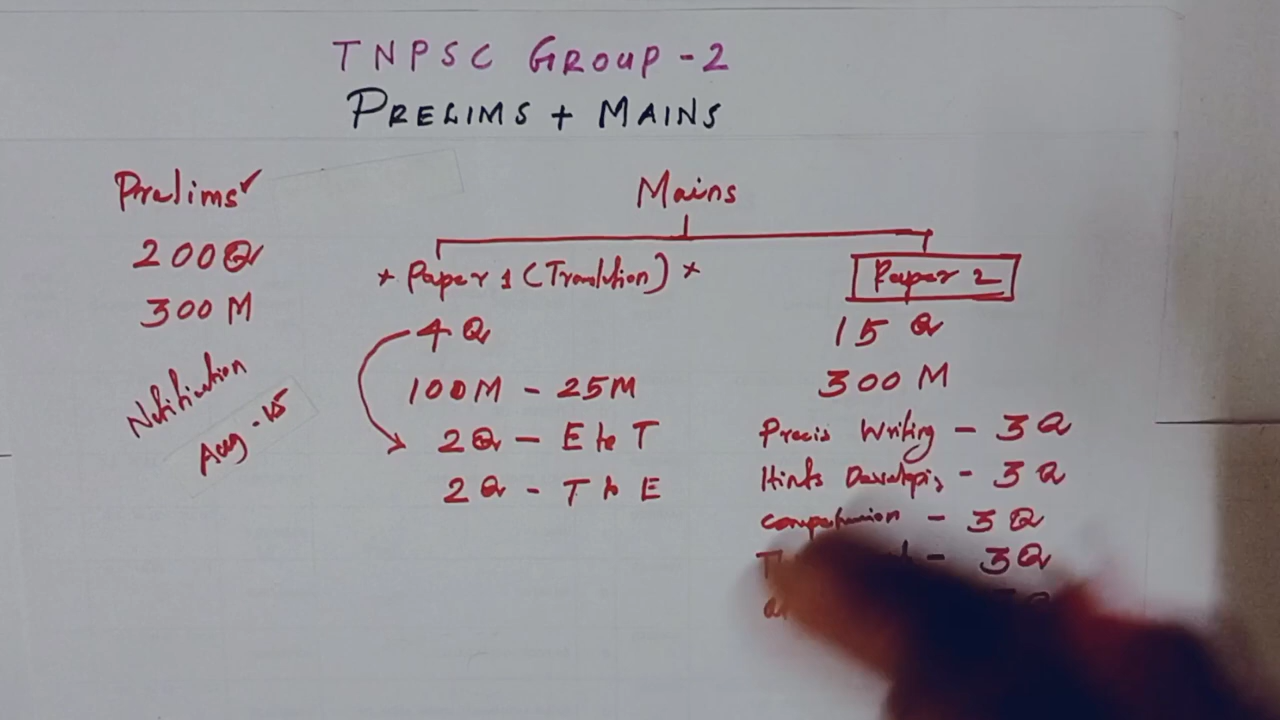 TNPSC GROUP - 2
PRELIMS + MAINS
Prelims ✓
200Q
300 M
Notification
Aug - 15
Mains
* Paper 1 (Translation) *
4 Q
100M - 25M
2Q - E to T
2Q - T to E
Paper 2
15 Q
300 M
Precis Writing - 3Q
Hints Developing - 3Q
Comprehension - 3Q
- 3Q